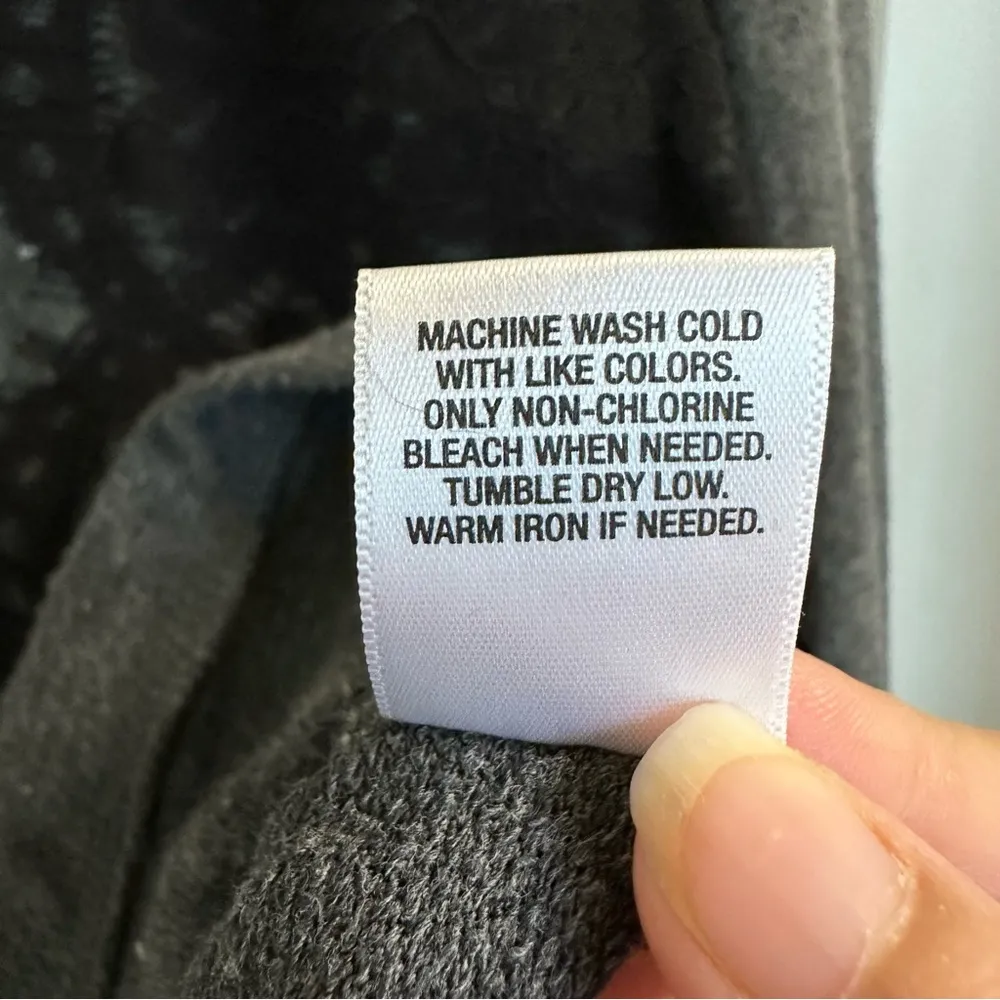 MACHINE WASH COLD
WITH LIKE COLORS.
ONLY NON-CHLORINE
BLEACH WHEN NEEDED.
TUMBLE DRY LOW.
WARM IRON IF NEEDED.